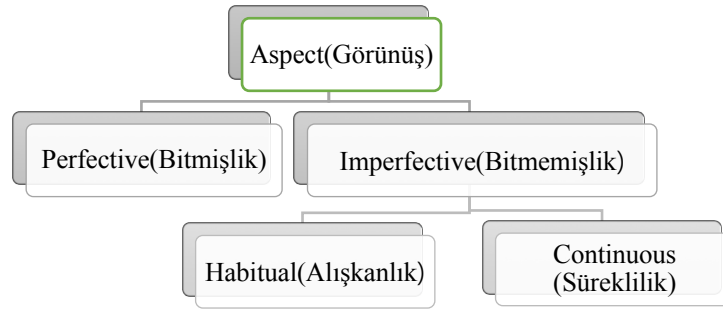 Aspect(Görünüş)
Perfective(Bitmişlik)
Imperfective(Bitmemişlik)
Habitual(Alışkanlık)
Continuous
(Süreklilik)